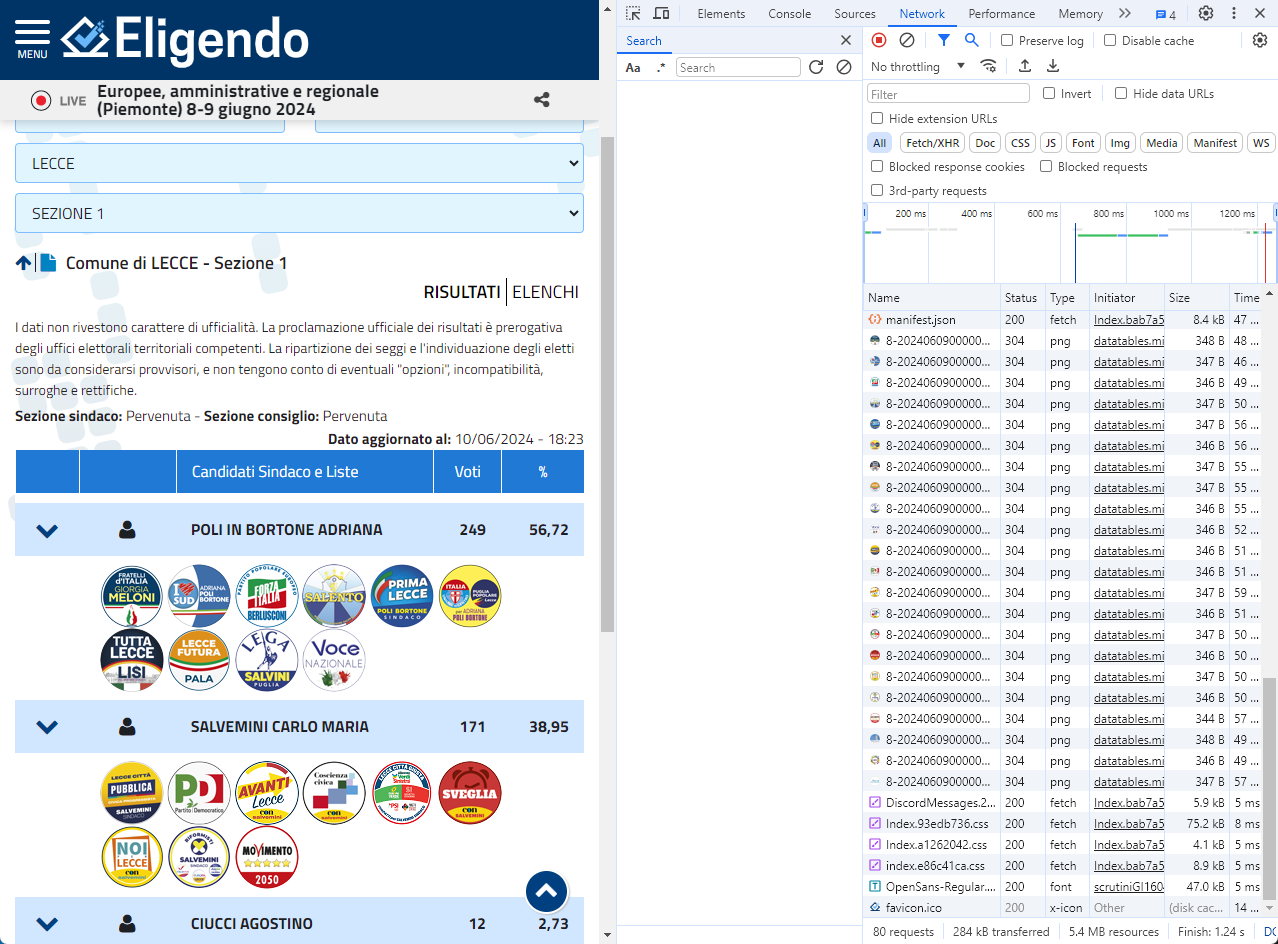 MENU
Eligendo
LIVE
Europee, amministrative e regionale
(Piemonte) 8-9 giugno 2024
LECCE
SEZIONE 1
Comune di LECCE - Sezione 1
RISULTATI ELENCHI
I dati non rivestono carattere di ufficialità. La proclamazione ufficiale dei risultati è prerogativa
degli uffici elettorali territoriali competenti. La ripartizione dei seggi e l'individuazione degli eletti
sono da considerarsi provvisori, e non tengono conto di eventuali "opzioni", incompatibilità,
surroghe e rettifiche.
Sezione sindaco: Pervenuta - Sezione consiglio: Pervenuta
Dato aggiornato al: 10/06/2024 - 18:23
Candidati Sindaco e Liste Voti %
POLI IN BORTONE ADRIANA 249 56,72
FRATELLI d'ITALIA GIORGIA MELONI
SUD ADRIANA POLI BORTONE
PARTITO POPOLARE EUROPEO FORZA ITALIA BERLUSCONI
SALENTO
PRIMA LECCE POLI BORTONE SINDACO
ITALIA PUGLIA POPOLARE per ADRIANA POLI BORTONE
TUTTA LECCE LISI
LECCE FUTURA PALA
LEGA SALVINI PUGLIA
Voce NAZIONALE
SALVEMINI CARLO MARIA 171 38,95
LECCE CITTÀ PUBBLICA SALVEMINI SINDACO
PD Partito Democratico
AVANTI Lecce con salvemini
Coscienza civica con salvemini
SVEGLIA con SALVEMINI
NOI LECCE con salvemini
RIFORMISTI SALVEMINI SINDACO
MOVIMENTO 2050
CIUCCI AGOSTINO 12 2,73
Elements Console Sources Network Performance Memory 4
Search
Aa .* Search
Preserve log Disable cache
No throttling
Filter Invert Hide data URLs
Hide extension URLs
All Fetch/XHR Doc CSS JS Font Img Media Manifest WS
Blocked response cookies Blocked requests
3rd-party requests
200 ms 400 ms 600 ms 800 ms 1000 ms 1200 ms
Name Status Type Initiator Size Time
manifest.json 200 fetch Index.bab7a5 8.4 kB 47 ...
8-2024060900000... 304 png datatables.mi 348 B 48 ...
8-2024060900000... 304 png datatables.mi 347 B 46 ...
8-2024060900000... 304 png datatables.mi 346 B 49 ...
8-2024060900000... 304 png datatables.mi 346 B 50 ...
8-2024060900000... 304 png datatables.mi 347 B 56 ...
8-2024060900000... 304 png datatables.mi 346 B 56 ...
8-2024060900000... 304 png datatables.mi 347 B 55 ...
8-2024060900000... 304 png datatables.mi 347 B 55 ...
8-2024060900000... 304 png datatables.mi 346 B 55 ...
8-2024060900000... 304 png datatables.mi 346 B 52 ...
8-2024060900000... 304 png datatables.mi 346 B 51 ...
8-2024060900000... 304 png datatables.mi 346 B 51 ...
8-2024060900000... 304 png datatables.mi 347 B 59 ...
8-2024060900000... 304 png datatables.mi 346 B 51 ...
8-2024060900000... 304 png datatables.mi 347 B 50 ...
8-2024060900000... 304 png datatables.mi 346 B 50 ...
8-2024060900000... 304 png datatables.mi 347 B 50 ...
8-2024060900000... 304 png datatables.mi 346 B 50 ...
8-2024060900000... 304 png datatables.mi 344 B 57 ...
8-2024060900000... 304 png datatables.mi 348 B 49 ...
8-2024060900000... 304 png datatables.mi 346 B 49 ...
8-2024060900000... 304 png datatables.mi 347 B 57 ...
DiscordMessages.2... 200 fetch Index.bab7a5 5.9 kB 5 ms
Index.93edb736.css 200 fetch Index.bab7a5 75.2 kB 8 ms
Index.a1262042.css 200 fetch Index.bab7a5 4.1 kB 5 ms
index.e86c41ca.css 200 fetch Index.bab7a5 8.9 kB 5 ms
OpenSans-Regular.... 200 font scrutiniGI160 47.0 kB 5 ms
favicon.ico 200 x-icon Other (disk cac... 14 ...
80 requests 284 kB transferred 5.4 MB resources Finish: 1.24 s